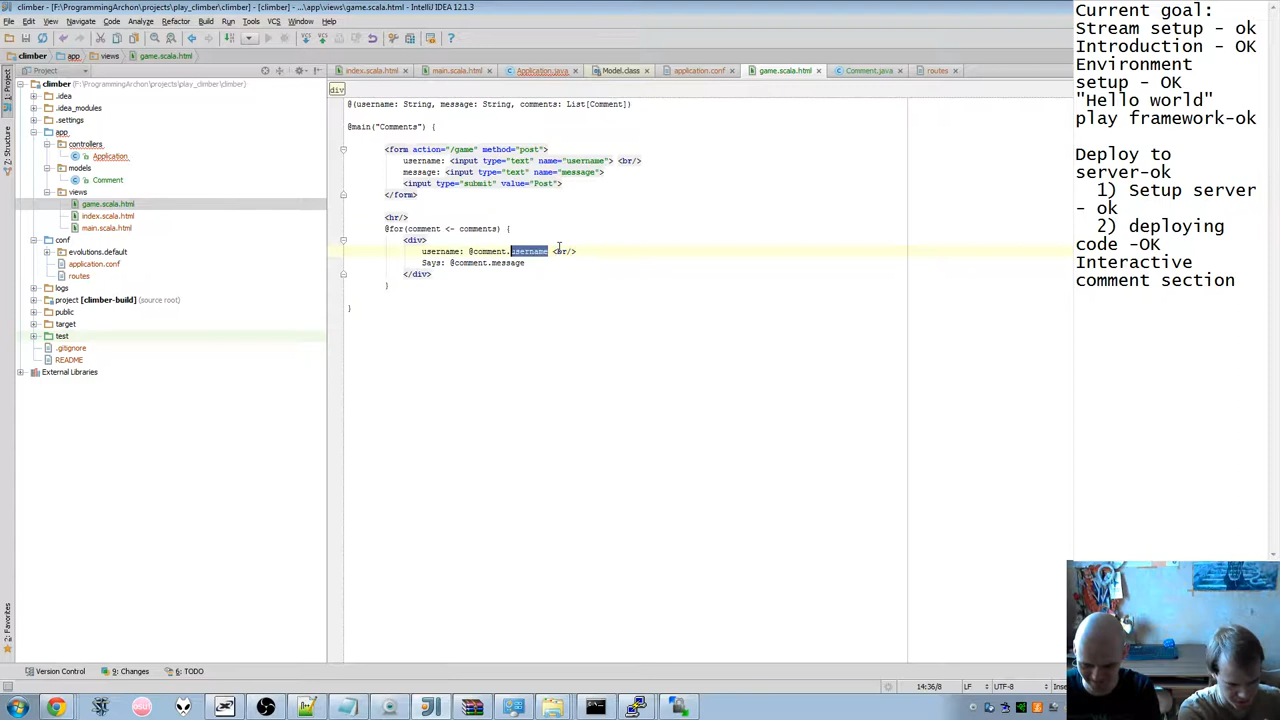 climber - [F:\ProgrammingArchon\projects\play_climber\climber] - [climber] - ...\app\views\game.scala.html - IntelliJ IDEA 12.1.3
File Edit View Navigate Code Analyze Refactor Build Run Tools VCS Window Help
climber app views game.scala.html
Project
index.scala.html main.scala.html Application.java Model.class application.conf game.scala.html Comment.java routes
div
1: Project
7: Structure
2: Favorites
climber (F:\ProgrammingArchon\projects\play_climber\climber)
.idea
.idea_modules
.settings
app
controllers
Application
models
Comment
views
game.scala.html
index.scala.html
main.scala.html
conf
evolutions.default
application.conf
routes
logs
project [climber-build] (source root)
public
target
test
.gitignore
README
External Libraries
@(username: String, message: String, comments: List[Comment])
@main("Comments") {
<form action="/game" method="post">
username: <input type="text" name="username"> <br/>
message: <input type="text" name="message">
<input type="submit" value="Post">
</form>
<hr/>
@for(comment <- comments) {
<div>
username: @comment.username <br/>
Says: @comment.message
</div>
}
}
Current goal:
Stream setup - ok
Introduction - OK
Environment
setup - OK
"Hello world"
play framework-ok
Deploy to
server-ok
1) Setup server
- ok
2) deploying
code -OK
Interactive
comment section
Version Control 9: Changes 6: TODO
14:36/8 LF UTF-8